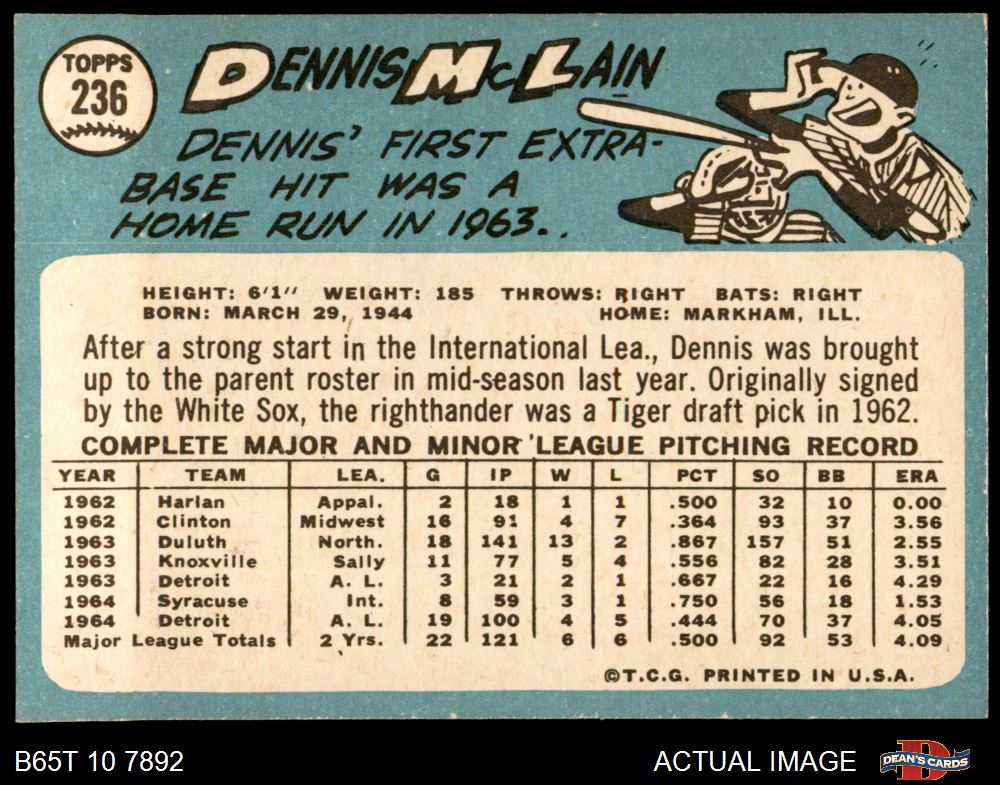 TOPPS
236
DENNIS McLAIN
DENNIS' FIRST EXTRA-
BASE HIT WAS A
HOME RUN IN 1963..
HEIGHT: 6'1" WEIGHT: 185 THROWS: RIGHT BATS: RIGHT
BORN: MARCH 29, 1944 HOME: MARKHAM, ILL.
After a strong start in the International Lea., Dennis was brought
up to the parent roster in mid-season last year. Originally signed
by the White Sox, the righthander was a Tiger draft pick in 1962.
COMPLETE MAJOR AND MINOR LEAGUE PITCHING RECORD
YEAR TEAM LEA. G IP W L PCT SO BB ERA
1962 Harlan Appal. 2 18 1 1 .500 32 10 0.00
1962 Clinton Midwest 16 91 4 7 .364 93 37 3.56
1963 Duluth North. 18 141 13 2 .867 157 51 2.55
1963 Knoxville Sally 11 77 5 4 .556 82 28 3.51
1963 Detroit A. L. 3 21 2 1 .667 22 16 4.29
1964 Syracuse Int. 8 59 3 1 .750 56 18 1.53
1964 Detroit A. L. 19 100 4 5 .444 70 37 4.05
Major League Totals 2 Yrs. 22 121 6 6 .500 92 53 4.09
©T.C.G. PRINTED IN U.S.A.
B65T 10 7892 ACTUAL IMAGE D DEAN'S CARDS